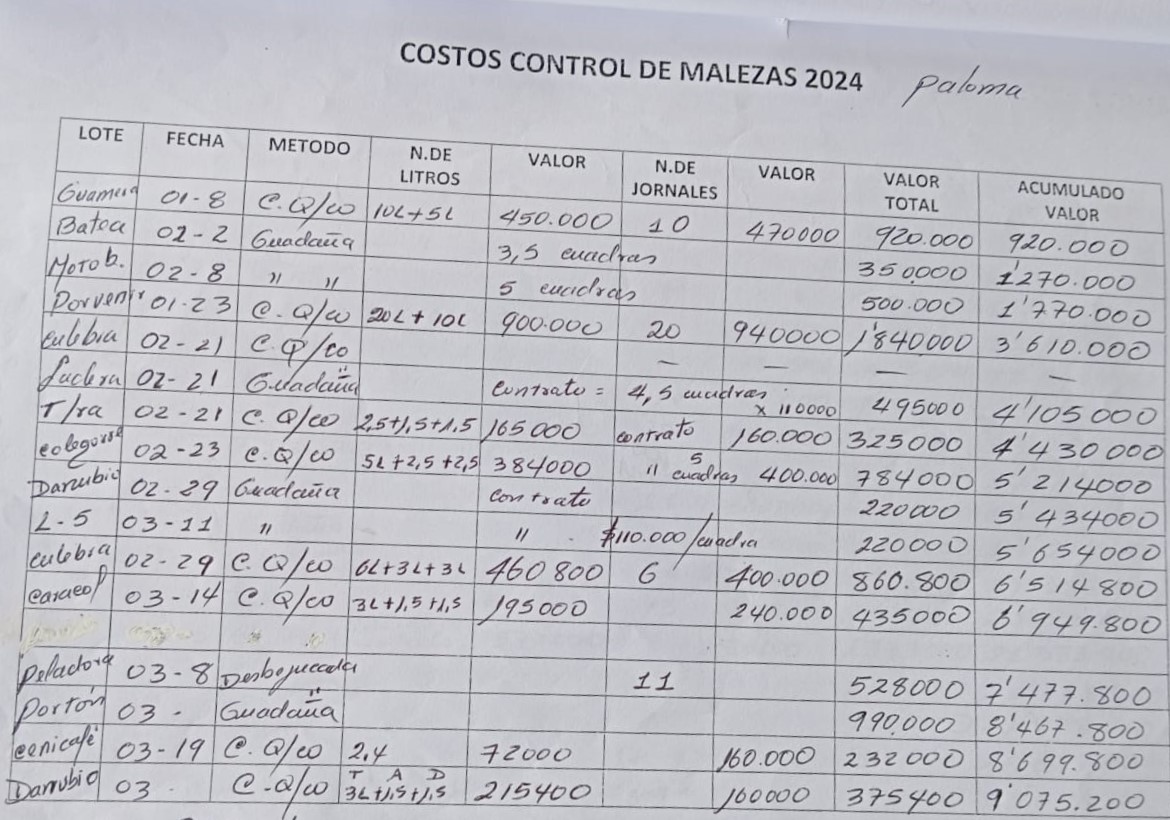 COSTOS CONTROL DE MALEZAS 2024 paloma
LOTE FECHA METODO N.DE LITROS VALOR N.DE JORNALES VALOR VALOR TOTAL ACUMULADO VALOR
01-8 C.Q/co 10L+5L 450.000 10 470000 920.000 920.000
Batea 02-2 Guadaña 3,5 cuadras 350.000 1'270.000
Moro b. 02-8 " " 5 cuadras 500.000 1'770.000
Porvenir 01-23 C.Q/co 20L + 10L 900.000 20 940000 1'840000 3'610.000
culebra 02-21 C.Q/co — — — —
02-21 Guadaña contrato = 4,5 cuadras x 110000 495000 4'105000
T/ra 02-21 C.Q/co 2,5+1,5+1,5 165000 contrato 160.000 325000 4'430000
02-23 C.Q/co 5L+2,5+2,5 384000 " 5 cuadras 400.000 784000 5'214000
Danubio 02-29 Guadaña contrato 220000 5'434000
L-5 03-11 " " $110.000/cuadra 220000 5'654000
culebra 02-29 C.Q/co 6L+3L+3L 460800 6 400.000 860.800 6'514800
03-14 C.Q/co 3L+1,5+1,5 195000 240.000 435000 6'949.800
03-8 Desbejucada 11 528000 7'477.800
Portón 03- Guadaña 990.000 8'467.800
cenicafé 03-19 C.Q/co 2,4 72000 160.000 232000 8'699.800
Danubio 03- C.Q/co T A D 3L+1,5+1,5 215400 160000 375400 9'075.200